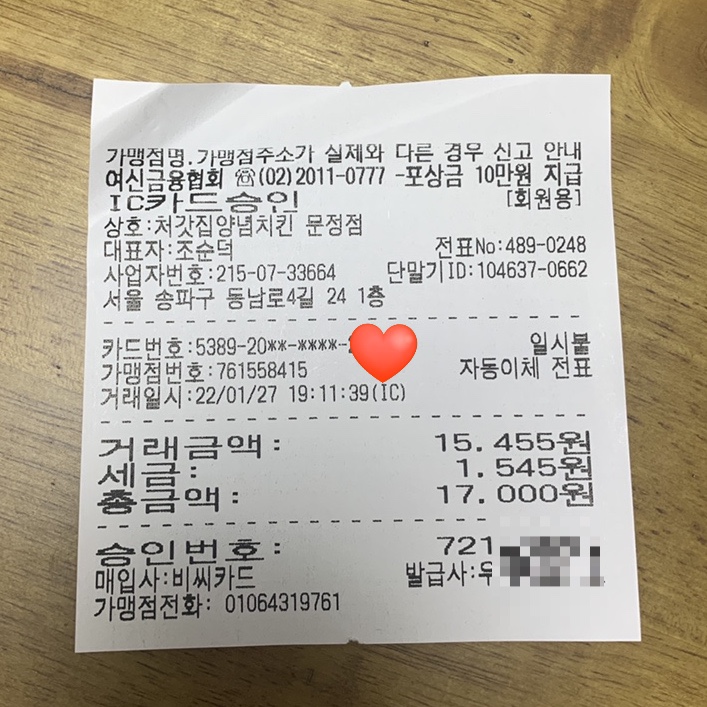 가맹점명.가맹점주소가 실제와 다른 경우 신고 안내
여신금융협회 ☎(02)2011-0777 -포상금 10만원 지급
IC카드승인 [회원용]
상호:처갓집양념치킨 문정점
대표자:조순덕 전표No:489-0248
사업자번호:215-07-33664 단말기ID:104637-0662
서울 송파구 동남로4길 24 1층
카드번호:5389-20**-****- 일시불
가맹점번호:761558415 자동이체 전표
거래일시:22/01/27 19:11:39(IC)
거래금액: 15.455원
세금: 1.545원
총금액: 17.000원
승인번호: 721
매입사:비씨카드 발급사:우
가맹점전화: 01064319761